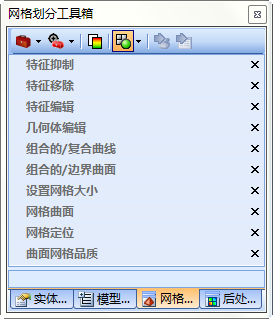 网格划分工具箱
特征抑制
特征移除
特征编辑
几何体编辑
组合的/复合曲线
组合的/边界曲面
设置网格大小
网格曲面
网格定位
曲面网格品质
实体... 模型... 网格... 后处...